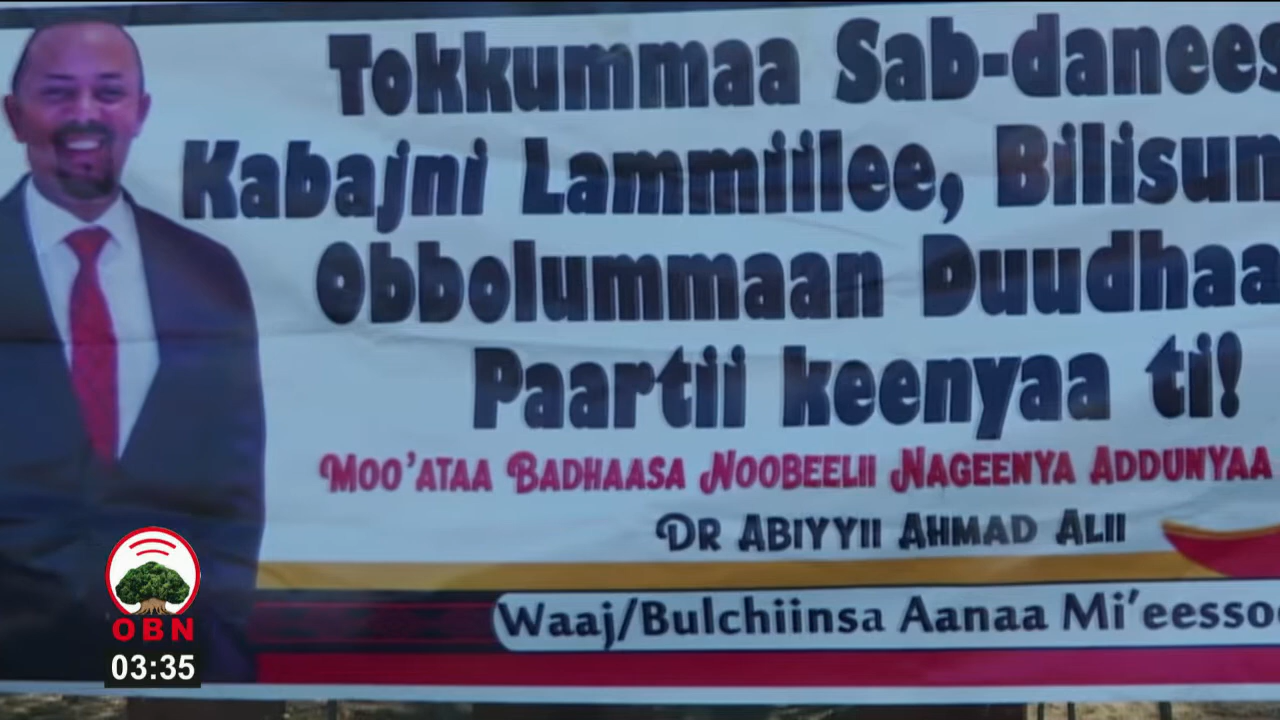 Tokkummaa Sab-danees
Kabajni Lammiilee, Bilisum
Obbolummaan Duudhaa
Paartii keenyaa ti!
MOO'ATAA BADHAASA NOOBEELII NAGEENYA ADDUNYAA
DR ABIYYII AHMAD ALII
Waaj/Bulchiinsa Aanaa Mi'eesso
OBN
03:35